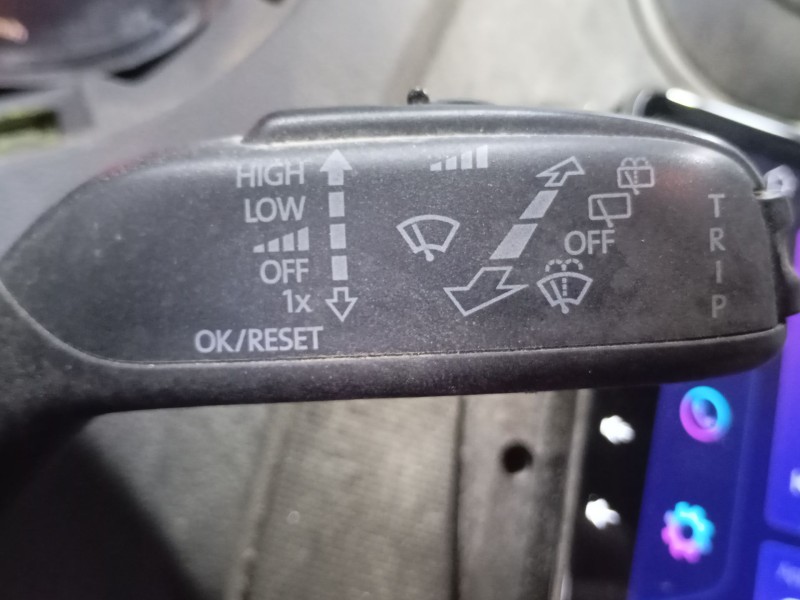 HIGH
LOW
OFF
1x
OK/RESET
OFF
TRIP